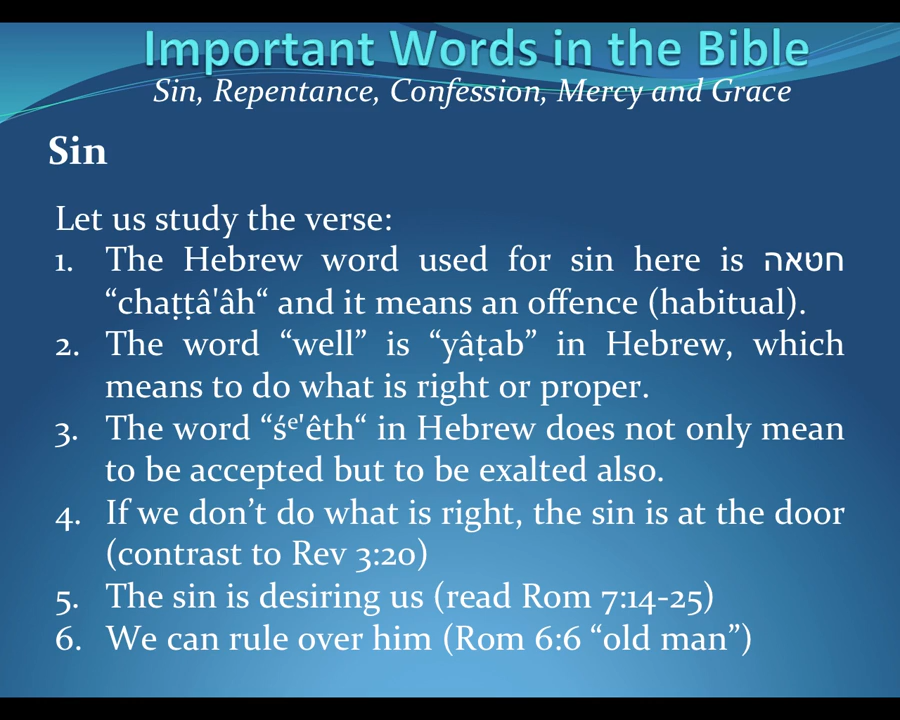 Important Words in the Bible
Sin, Repentance, Confession, Mercy and Grace
Sin
Let us study the verse:
1. The Hebrew word used for sin here is חטאה
“chaṭṭâ'âh“ and it means an offence (habitual).
2. The word “well” is “yâṭab” in Hebrew, which
means to do what is right or proper.
3. The word “śᵉ'êth“ in Hebrew does not only mean
to be accepted but to be exalted also.
4. If we don’t do what is right, the sin is at the door
(contrast to Rev 3:20)
5. The sin is desiring us (read Rom 7:14-25)
6. We can rule over him (Rom 6:6 “old man”)